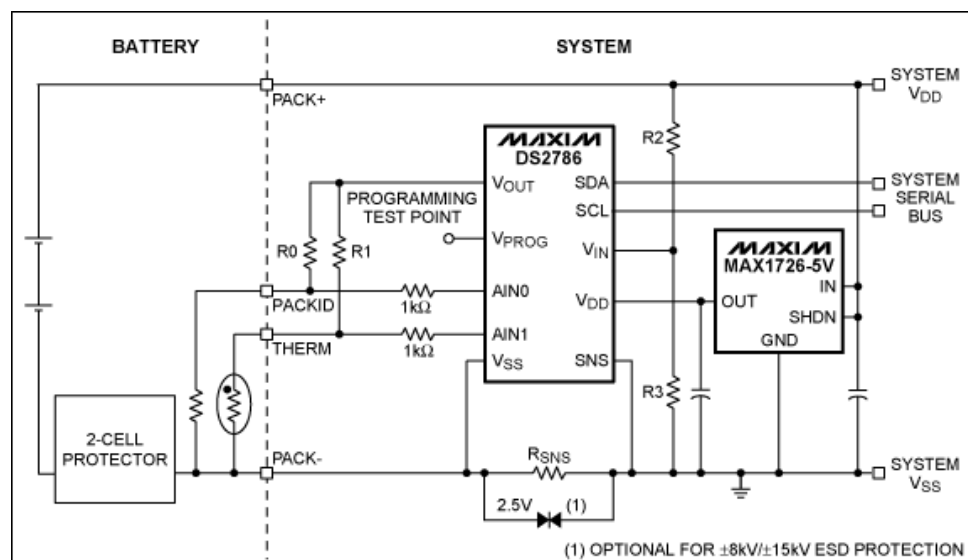 BATTERY
SYSTEM
PACK+
SYSTEM
VDD
R2
MAXIM
DS2786
VOUT
SDA
SYSTEM
SERIAL
BUS
PROGRAMMING
TEST POINT
SCL
R0
R1
VPROG
VIN
MAXIM
MAX1726-5V
AIN0
VDD
OUT
IN
PACKID
1kΩ
SHDN
THERM
AIN1
GND
1kΩ
VSS
SNS
R3
2-CELL
PROTECTOR
PACK-
RSNS
SYSTEM
VSS
2.5V
(1)
(1) OPTIONAL FOR ±8kV/±15kV ESD PROTECTION